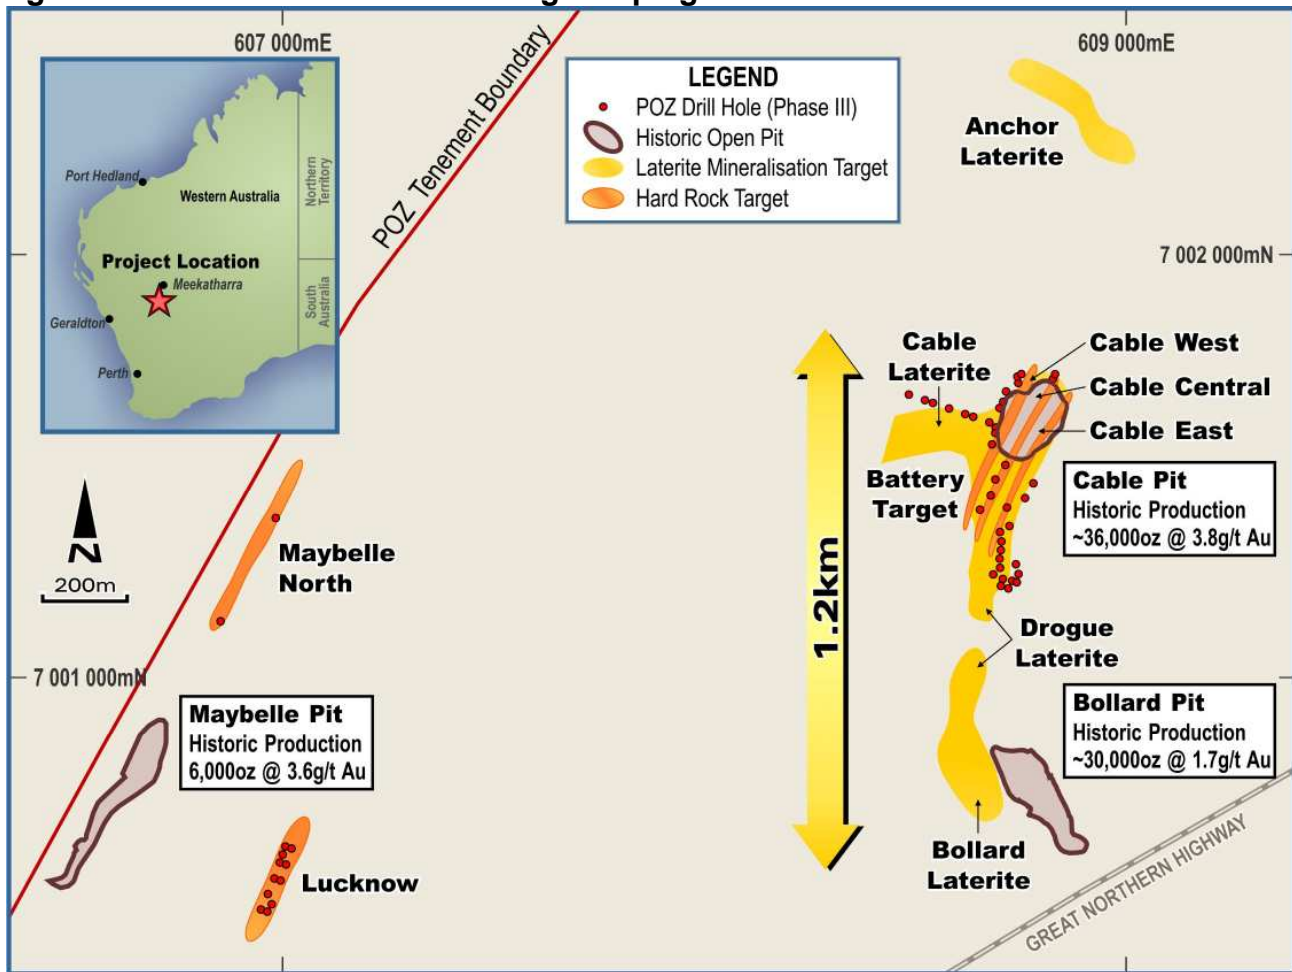 607 000mE
609 000mE
POZ Tenement Boundary
Port Hedland
Western Australia
Northern
Territory
Project Location
Meekatharra
South
Australia
Geraldton
Perth
LEGEND
POZ Drill Hole (Phase III)
Historic Open Pit
Laterite Mineralisation Target
Hard Rock Target
Anchor
Laterite
7 002 000mN
Cable
Laterite
Cable West
Cable Central
Cable East
Battery
Target
Cable Pit
Historic Production
~36,000oz @ 3.8g/t Au
N
200m
Maybelle
North
1.2km
Drogue
Laterite
7 001 000mN
Maybelle Pit
Historic Production
6,000oz @ 3.6g/t Au
Bollard Pit
Historic Production
~30,000oz @ 1.7g/t Au
Lucknow
Bollard
Laterite
GREAT NORTHERN HIGHWAY